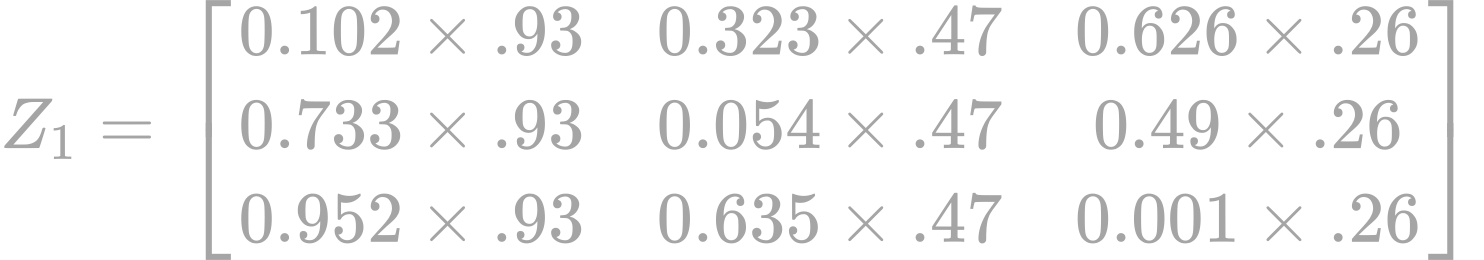 0.102 × .93 0.323 × .47 0.626 × .26
Z₁ = 0.733 × .93 0.054 × .47 0.49 × .26
0.952 × .93 0.635 × .47 0.001 × .26